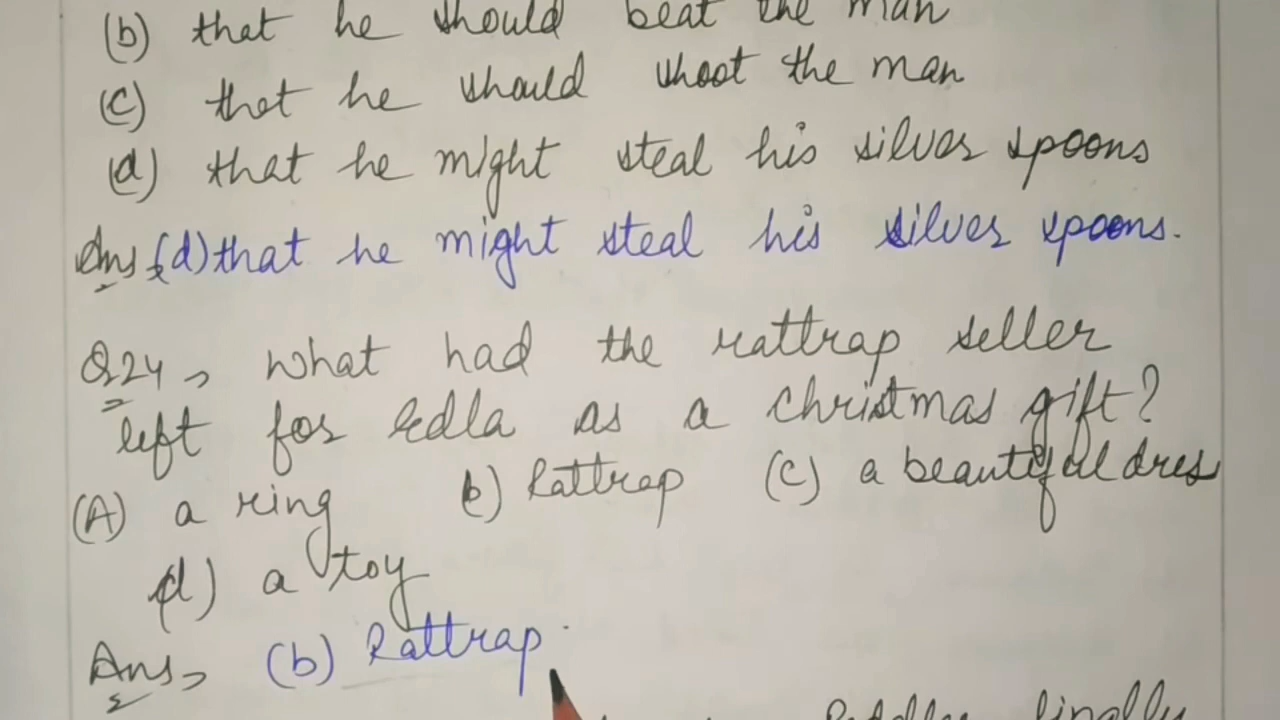 (b) that he should beat the man
(c) that he should shoot the man
(d) that he might steal his silver spoons
Ans, (d) that he might steal his silver spoons.
Q24, What had the rattrap seller
left for Edla as a christmas gift?
(A) a ring b) Rattrap (C) a beautiful dres
d) a toy
Ans, (b) Rattrap.
finally